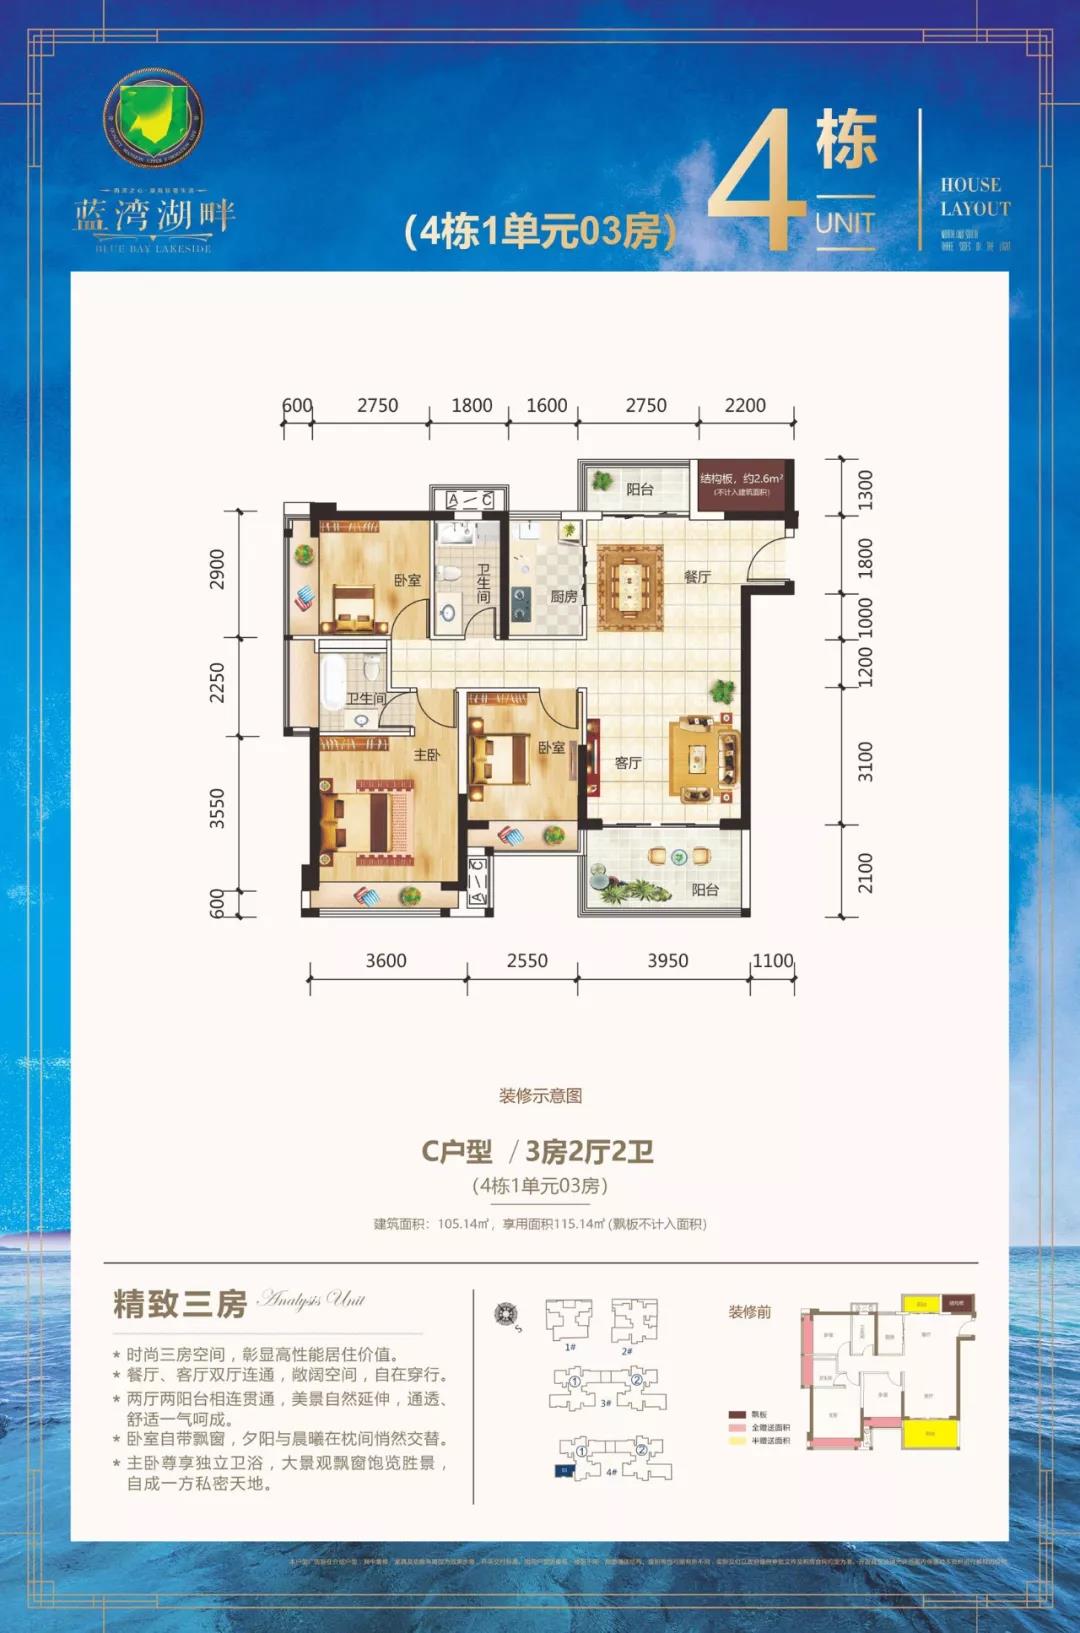 蓝湾湖畔
BLUE BAY LAKESIDE
(4栋1单元03房)
4栋
UNIT
HOUSE
LAYOUT
600 2750 1800 1600 2750 2200
1300
1800
1000
1200
3100
2100
2900
2250
3550
600
A C
阳台
结构板，约2.6m²
(不计入建筑面积)
卧室
卫生间
厨房
餐厅
卫生间
主卧
卧室
客厅
A C
阳台
3600 2550 3950 1100
装修示意图
C户型 / 3房2厅2卫
(4栋1单元03房)
建筑面积：105.14㎡，享用面积115.14㎡(飘板不计入面积)
精致三房 Analysis Unit
* 时尚三房空间，彰显高性能居住价值。
* 餐厅、客厅双厅连通，敞阔空间，自在穿行。
* 两厅两阳台相连贯通，美景自然延伸，通透、
舒适一气呵成。
* 卧室自带飘窗，夕阳与晨曦在枕间悄然交替。
* 主卧尊享独立卫浴，大景观飘窗饱览胜景，
自成一方私密天地。
S
1#
2#
① ②
3#
① ②
03
4#
装修前
飘板
全赠送面积
半赠送面积